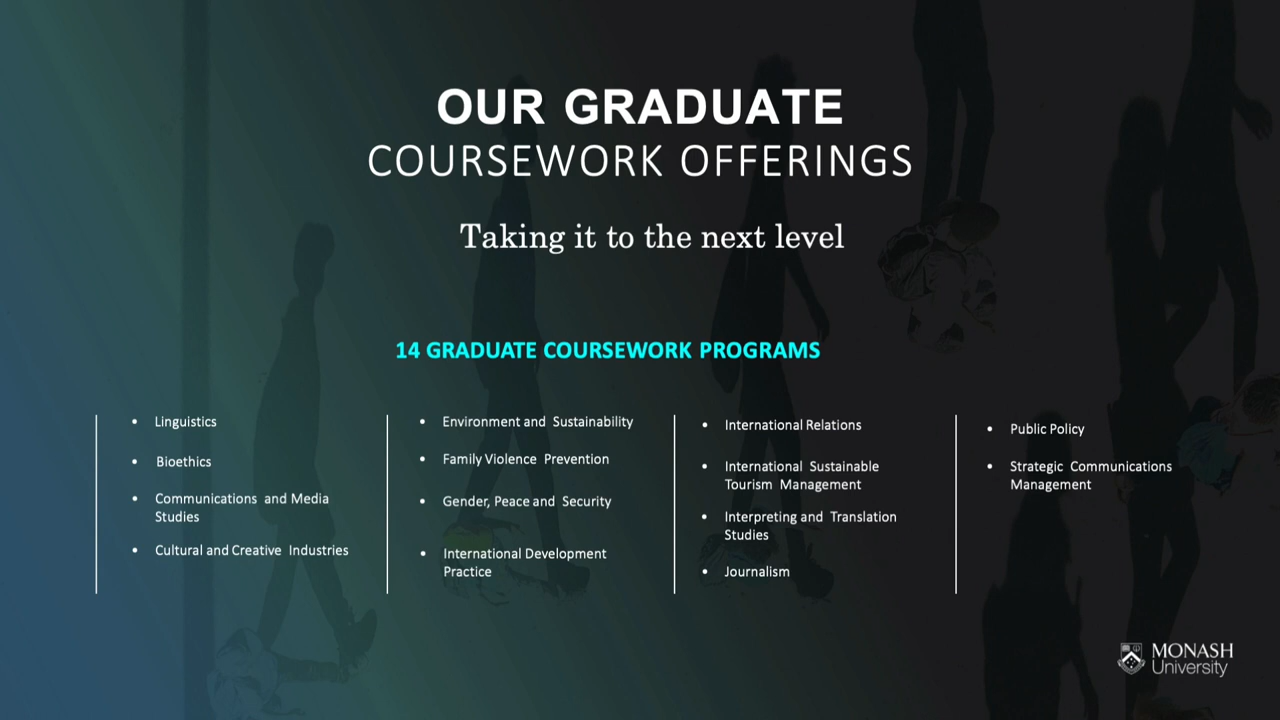 OUR GRADUATE
COURSEWORK OFFERINGS
Taking it to the next level
14 GRADUATE COURSEWORK PROGRAMS
• Linguistics
• Bioethics
• Communications and Media
Studies
• Cultural and Creative Industries
• Environment and Sustainability
• Family Violence Prevention
• Gender, Peace and Security
• International Development
Practice
• International Relations
• International Sustainable
Tourism Management
• Interpreting and Translation
Studies
• Journalism
• Public Policy
• Strategic Communications
Management
MONASH
University